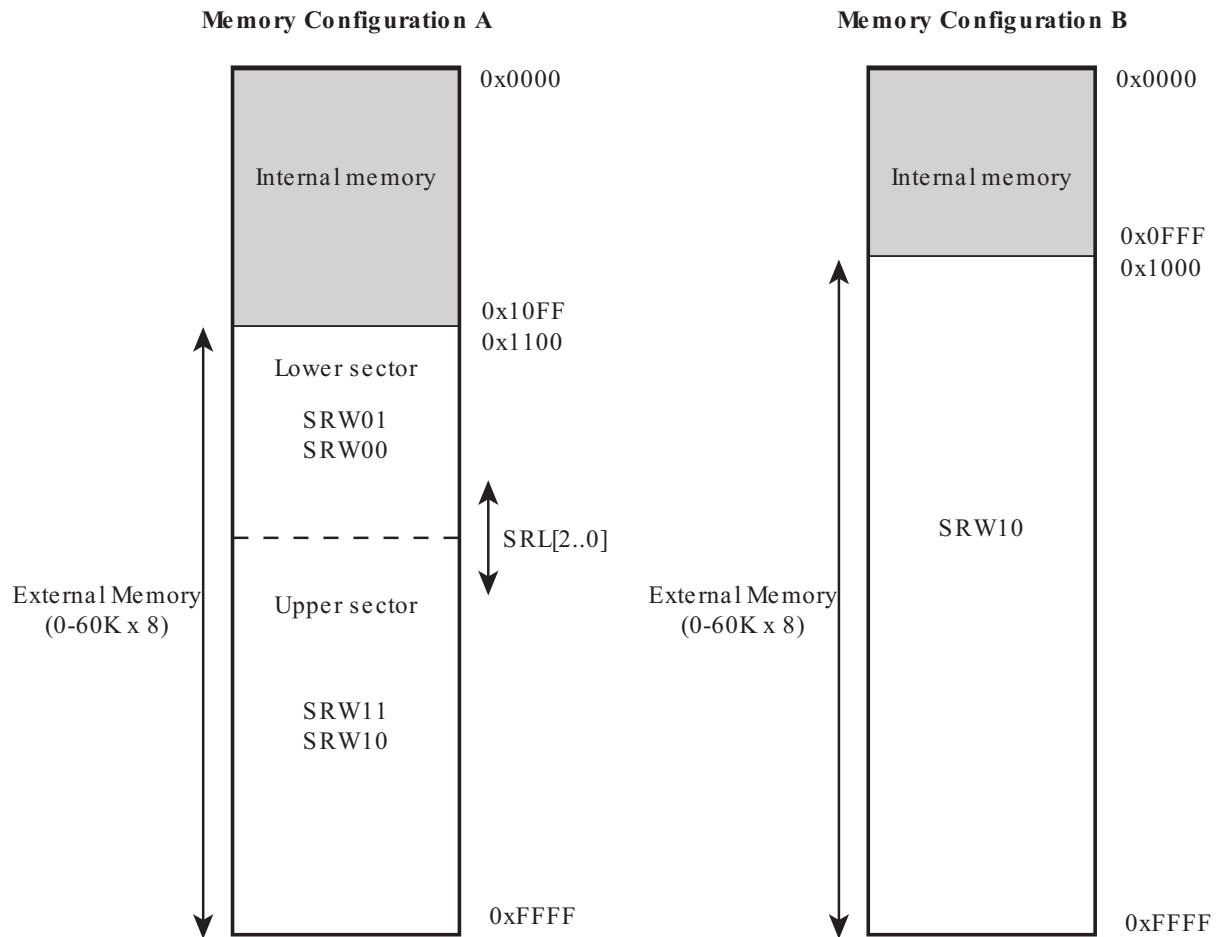 Memory Configuration A
0x0000
Internal memory
0x10FF
0x1100
Lower sector
SRW01
SRW00
SRL[2..0]
External Memory
(0-60K x 8)
Upper sector
SRW11
SRW10
0xFFFF
Memory Configuration B
0x0000
Internal memory
0x0FFF
0x1000
SRW10
External Memory
(0-60K x 8)
0xFFFF